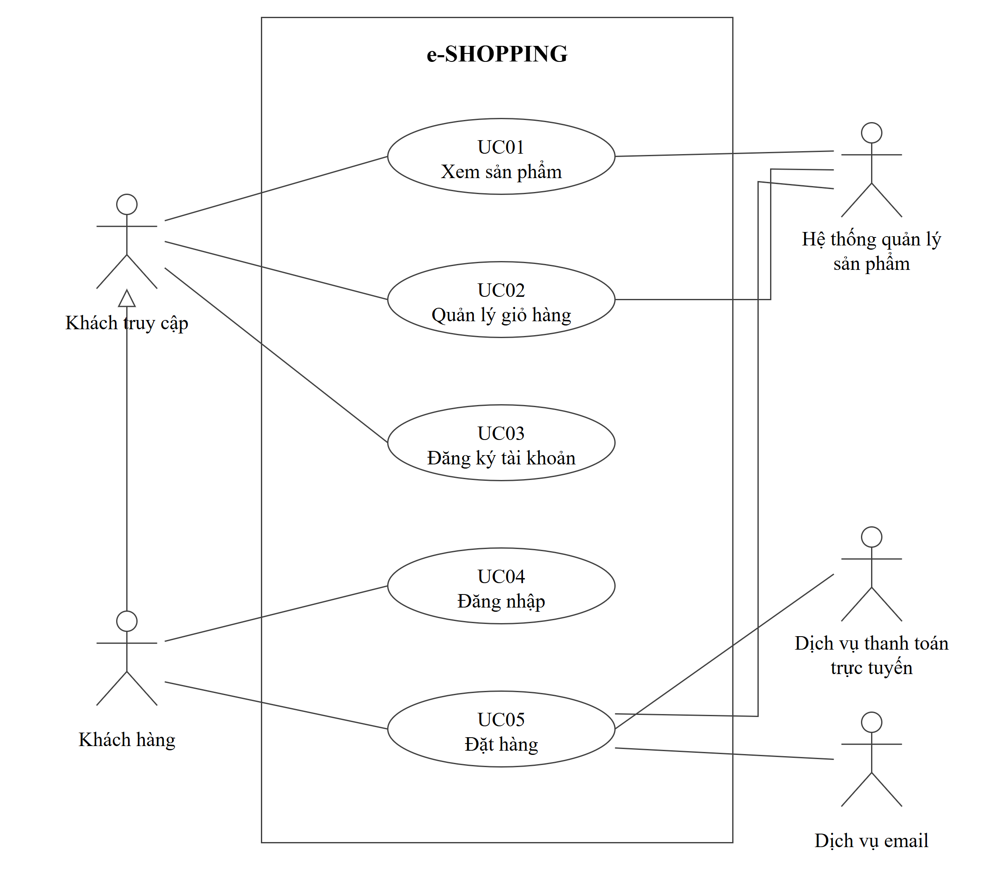 e-SHOPPING
UC01
Xem sản phẩm
Hệ thống quản lý
sản phẩm
UC02
Quản lý giỏ hàng
Khách truy cập
UC03
Đăng ký tài khoản
UC04
Đăng nhập
Dịch vụ thanh toán
trực tuyến
UC05
Đặt hàng
Khách hàng
Dịch vụ email